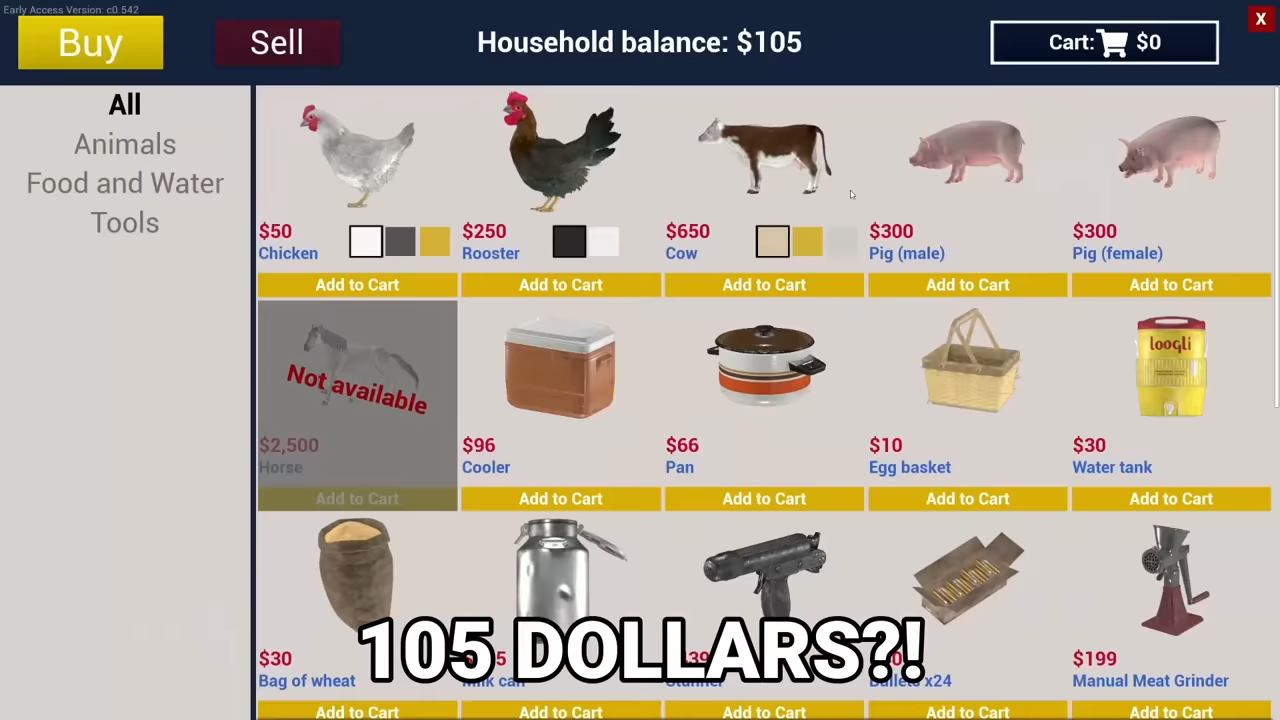 Early Access Version: c0.542
Buy
Sell
Household balance: $105
Cart: $0
X
All
Animals
Food and Water
Tools
$50
Chicken
$250
Rooster
$650
Cow
$300
Pig (male)
$300
Pig (female)
Add to Cart
Add to Cart
Add to Cart
Add to Cart
Add to Cart
Not available
loogli
$2,500
Horse
$96
Cooler
$66
Pan
$10
Egg basket
$30
Water tank
Add to Cart
Add to Cart
Add to Cart
Add to Cart
Add to Cart
105 DOLLARS?!
$30
Bag of wheat
Milk can
Stunner
Bullets x24
$199
Manual Meat Grinder
Add to Cart
Add to Cart
Add to Cart
Add to Cart
Add to Cart